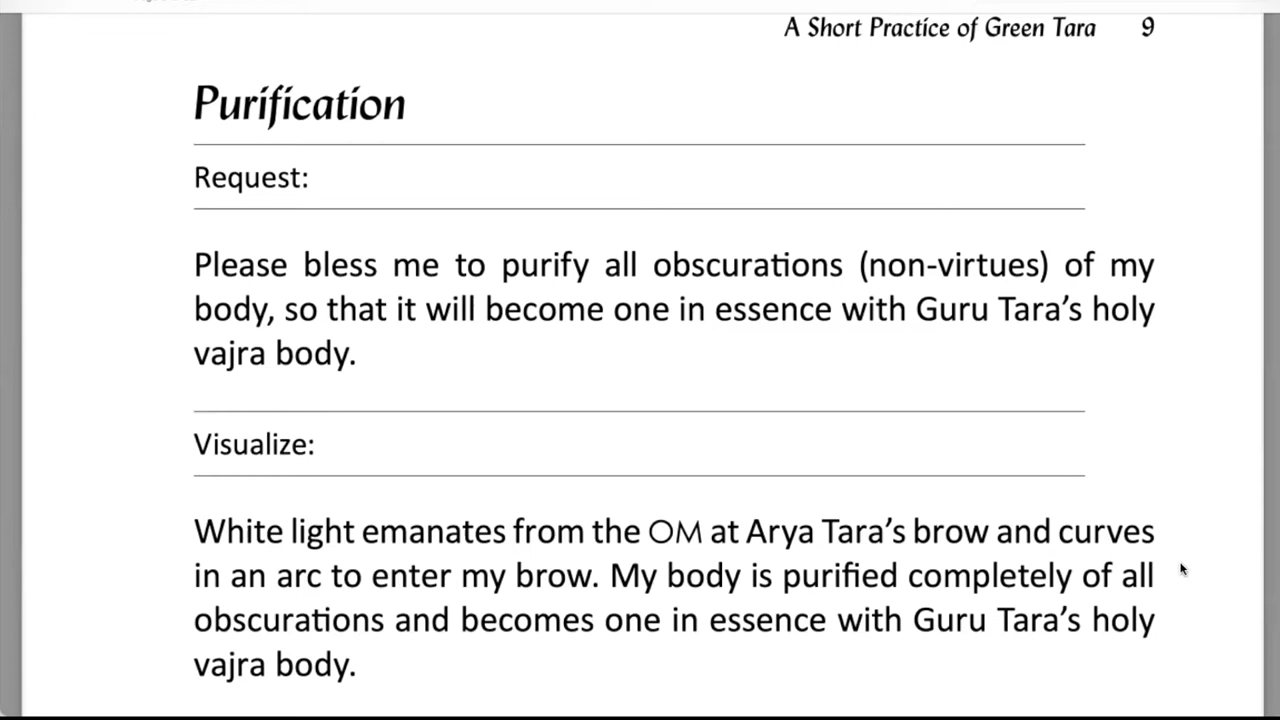 A Short Practice of Green Tara 9
Purification
Request:
Please bless me to purify all obscurations (non-virtues) of my
body, so that it will become one in essence with Guru Tara's holy
vajra body.
Visualize:
White light emanates from the OM at Arya Tara's brow and curves
in an arc to enter my brow. My body is purified completely of all
obscurations and becomes one in essence with Guru Tara's holy
vajra body.